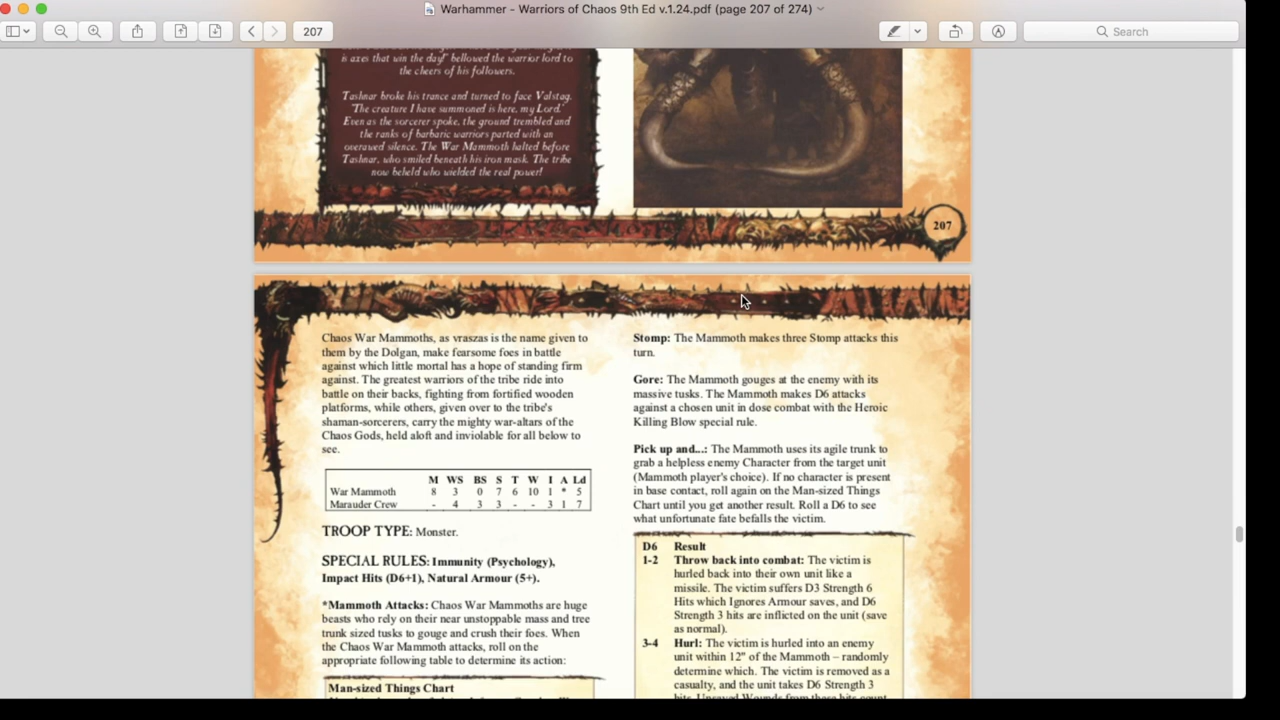 Warhammer - Warriors of Chaos 9th Ed v.1.24.pdf (page 207 of 274)
207
Search
is axes that win the day!' bellowed the warrior lord to
the cheers of his followers.
Tashnar broke his trance and turned to face Valstag.
'The creature I have summoned is here, my Lord.'
Even as the sorcerer spoke, the ground trembled and
the ranks of barbaric warriors parted with an
overawed silence. The War Mammoth halted before
Tashnar, who smiled beneath his iron mask. The tribe
now beheld who wielded the real power!
207
Chaos War Mammoths, as vraszas is the name given to
them by the Dolgan, make fearsome foes in battle
against which little mortal has a hope of standing firm
against. The greatest warriors of the tribe ride into
battle on their backs, fighting from fortified wooden
platforms, while others, given over to the tribe's
shaman-sorcerers, carry the mighty war-altars of the
Chaos Gods, held aloft and inviolable for all below to
see.
M WS BS S T W I A Ld
War Mammoth 8 3 0 7 6 10 1 * 5
Marauder Crew - 4 3 3 - - 3 1 7
TROOP TYPE: Monster.
SPECIAL RULES: Immunity (Psychology),
Impact Hits (D6+1), Natural Armour (5+).
*Mammoth Attacks: Chaos War Mammoths are huge
beasts who rely on their near unstoppable mass and tree
trunk sized tusks to gouge and crush their foes. When
the Chaos War Mammoth attacks, roll on the
appropriate following table to determine its action:
Man-sized Things Chart
Stomp: The Mammoth makes three Stomp attacks this
turn.
Gore: The Mammoth gouges at the enemy with its
massive tusks. The Mammoth makes D6 attacks
against a chosen unit in dose combat with the Heroic
Killing Blow special rule.
Pick up and...: The Mammoth uses its agile trunk to
grab a helpless enemy Character from the target unit
(Mammoth player's choice). If no character is present
in base contact, roll again on the Man-sized Things
Chart until you get another result. Roll a D6 to see
what unfortunate fate befalls the victim.
D6 Result
1-2 Throw back into combat: The victim is
hurled back into their own unit like a
missile. The victim suffers D3 Strength 6
Hits which Ignores Armour saves, and D6
Strength 3 hits are inflicted on the unit (save
as normal).
3-4 Hurl: The victim is hurled into an enemy
unit within 12" of the Mammoth – randomly
determine which. The victim is removed as a
casualty, and the unit takes D6 Strength 3
hits. Unsaved Wounds from these hits count